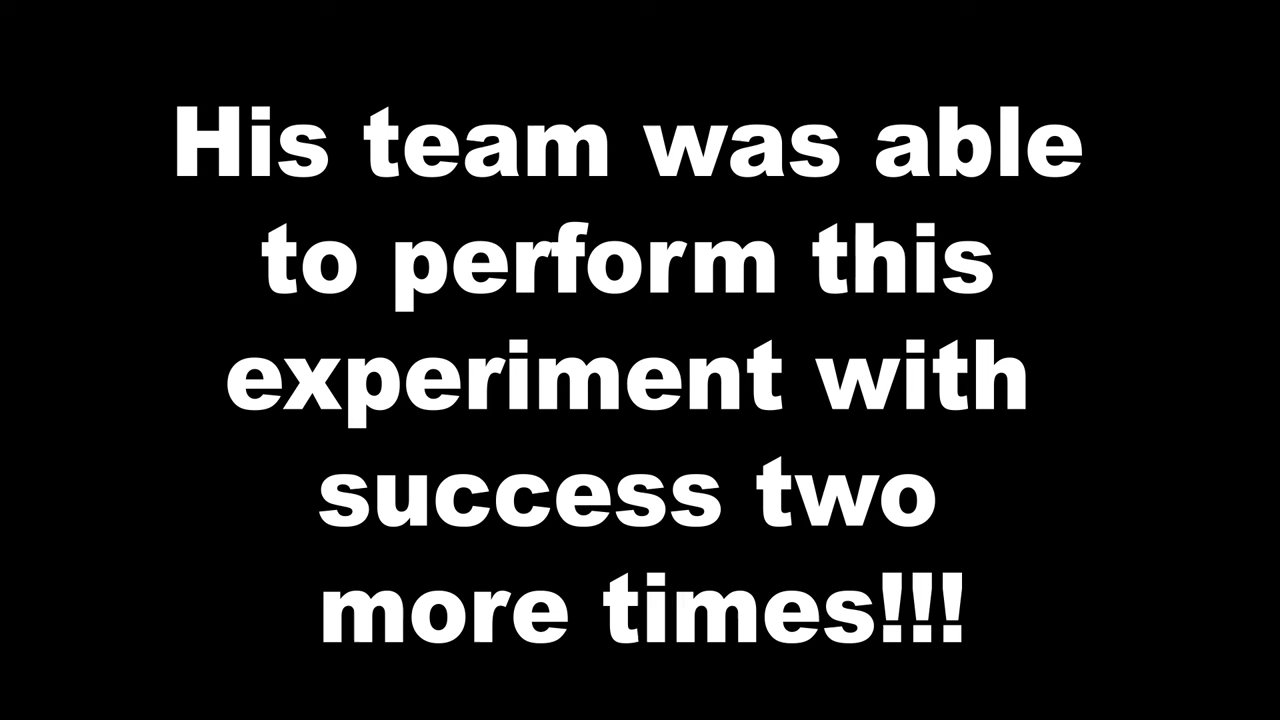 His team was able
to perform this
experiment with
success two
more times!!!